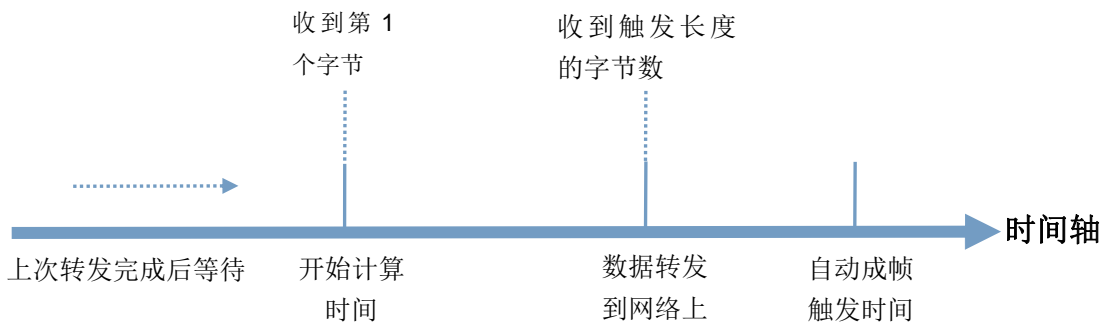 收到第 1
个字节
收到触发长度
的字节数
时间轴
上次转发完成后等待
开始计算
时间
数据转发
到网络上
自动成帧
触发时间